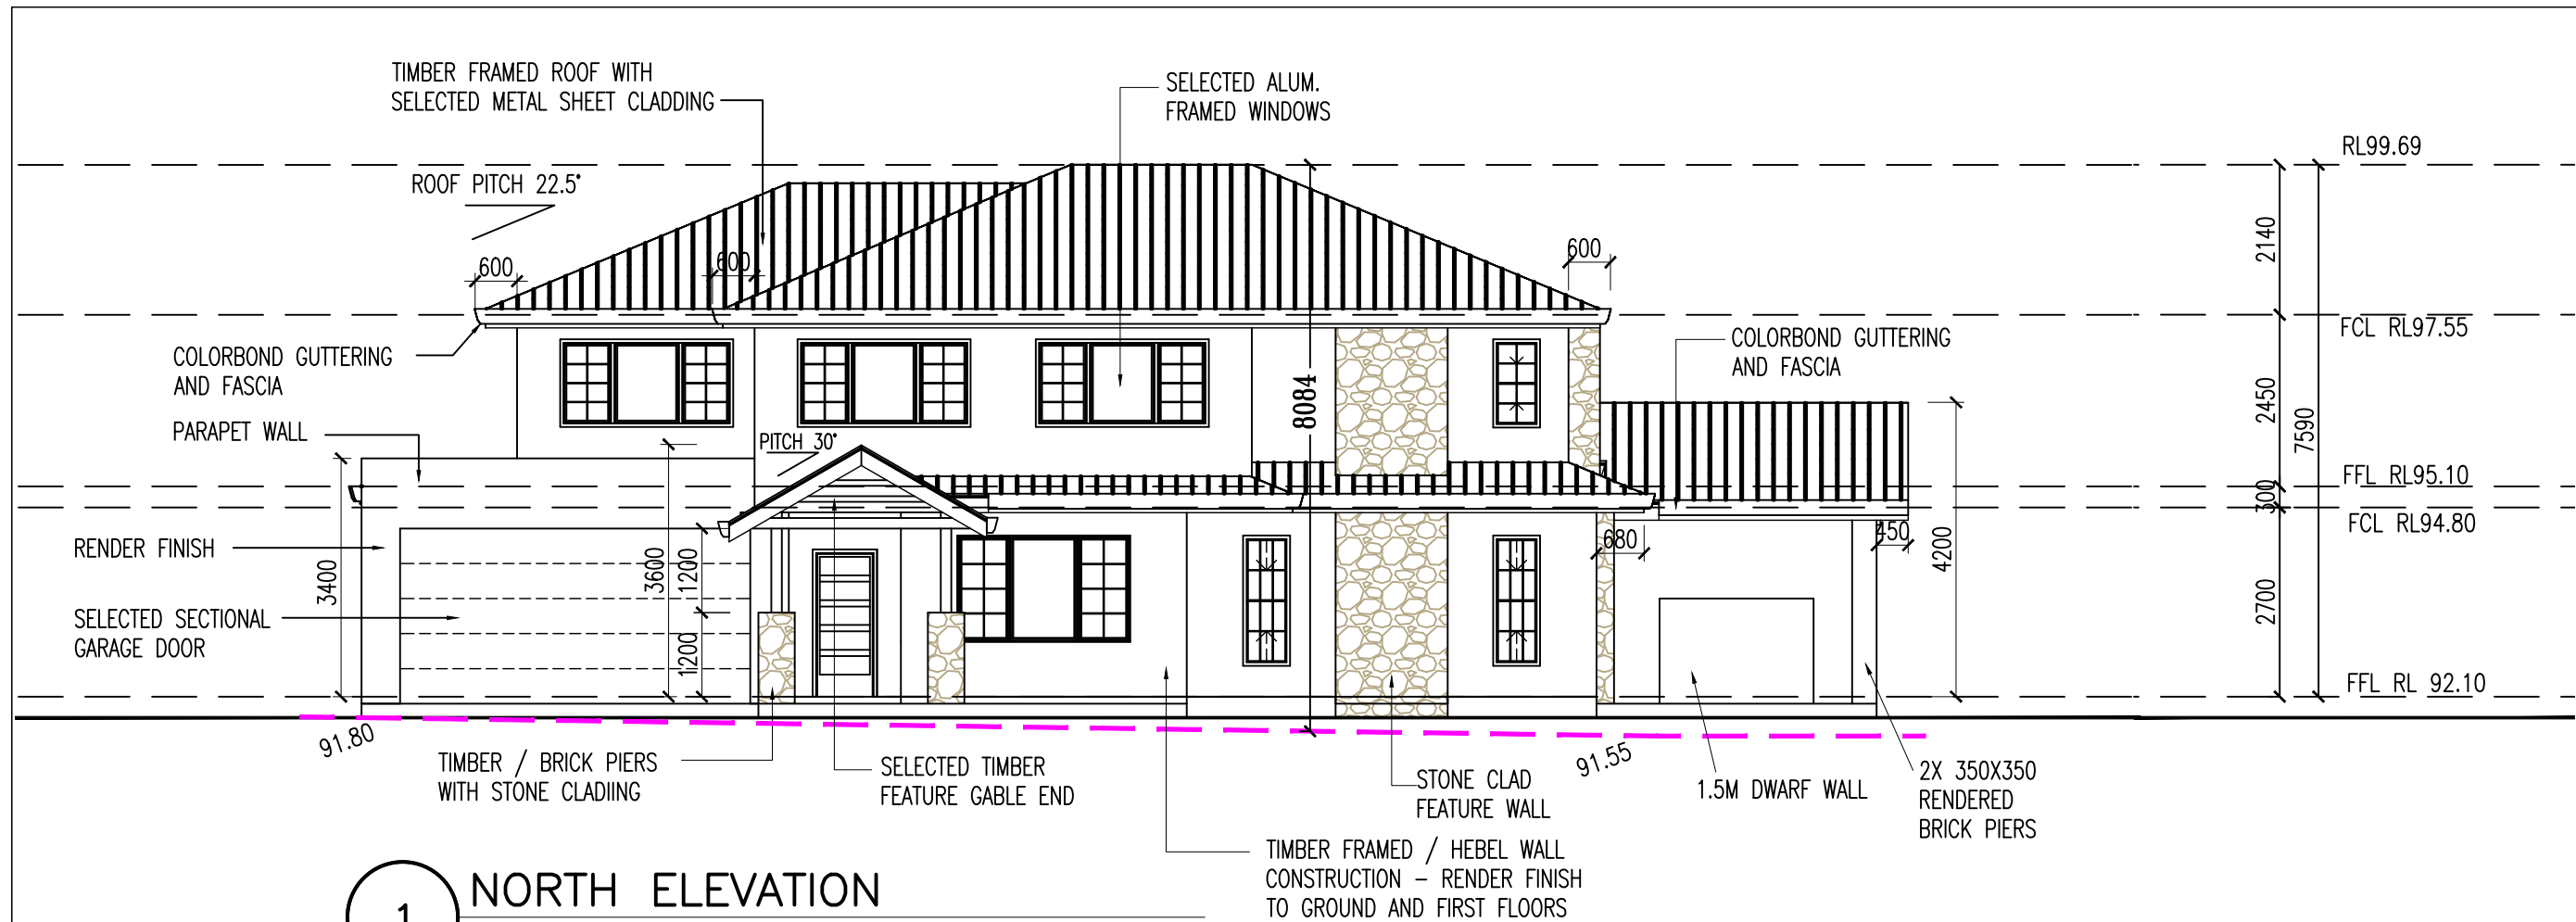 TIMBER FRAMED ROOF WITH
SELECTED METAL SHEET CLADDING
SELECTED ALUM.
FRAMED WINDOWS
RL99.69
ROOF PITCH 22.5°
2140
600
600
600
FCL RL97.55
COLORBOND GUTTERING
AND FASCIA
COLORBOND GUTTERING
AND FASCIA
8084
2450
7590
PARAPET WALL
PITCH 30°
FFL RL95.10
300
FCL RL94.80
RENDER FINISH
3400
3600
1200
1200
680
450
4200
2700
SELECTED SECTIONAL
GARAGE DOOR
FFL RL 92.10
91.80
91.55
TIMBER / BRICK PIERS
WITH STONE CLADIING
SELECTED TIMBER
FEATURE GABLE END
STONE CLAD
FEATURE WALL
1.5M DWARF WALL
2X 350X350
RENDERED
BRICK PIERS
TIMBER FRAMED / HEBEL WALL
CONSTRUCTION – RENDER FINISH
TO GROUND AND FIRST FLOORS
1
NORTH ELEVATION